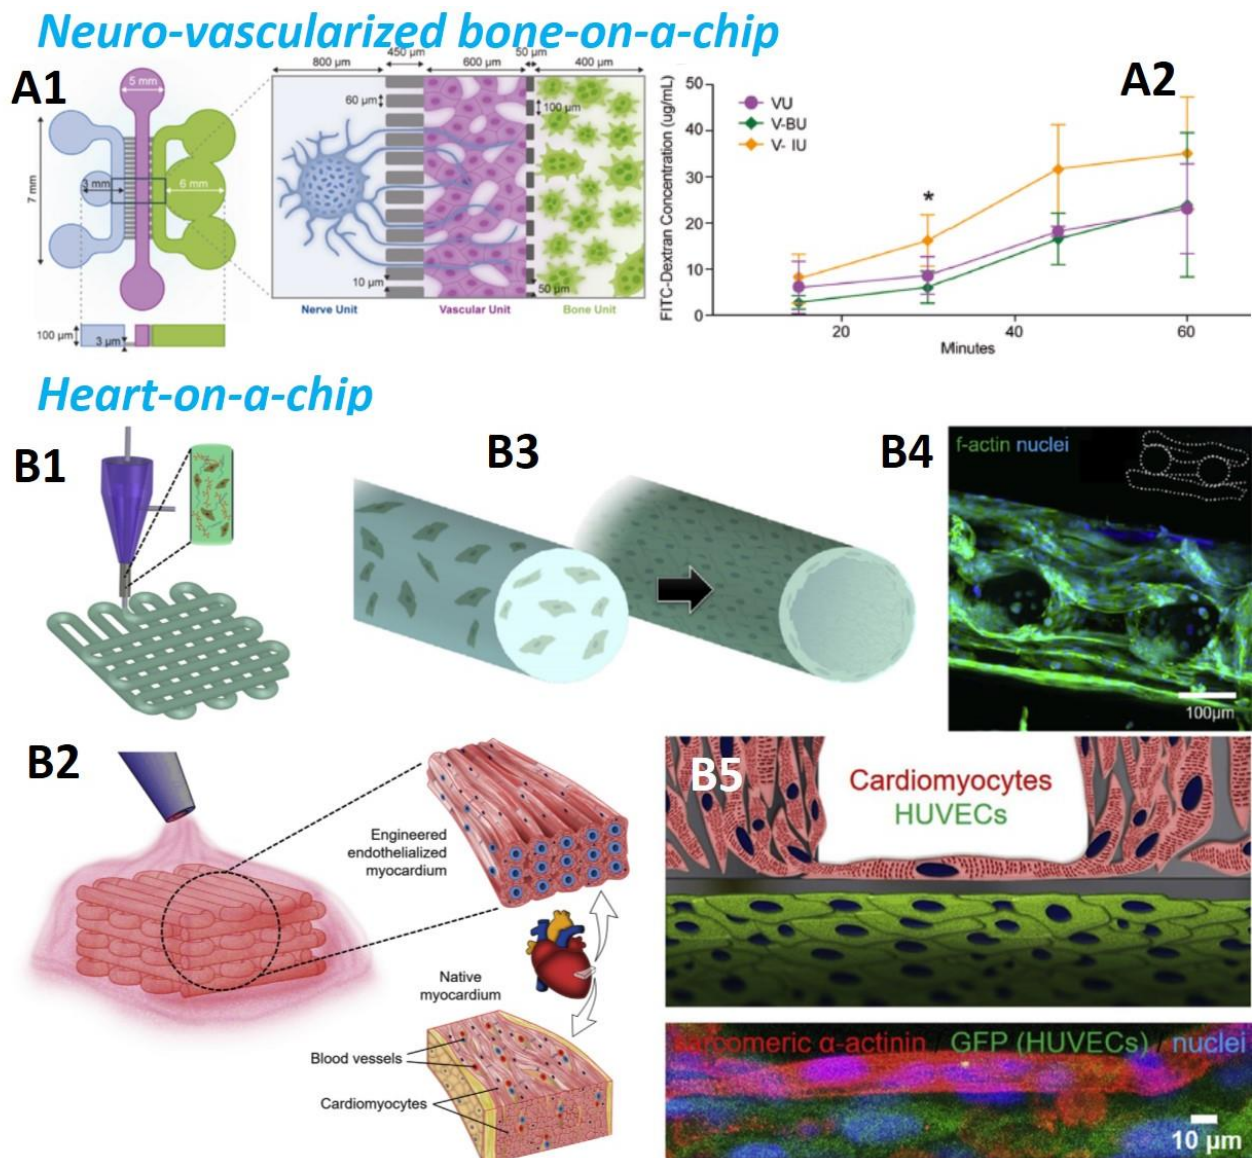 Neuro-vascularized bone-on-a-chip
A1
5 mm
7 mm
3 mm
6 mm
100 µm
3 µm
800 µm
450 µm
600 µm
50 µm
400 µm
60 µm
100 µm
10 µm
50 µm
Nerve Unit
Vascular Unit
Bone Unit
A2
FITC-Dextran Concentration (ug/mL)
50
40
30
20
10
0
VU
V-BU
V- IU
*
20
40
60
Minutes
Heart-on-a-chip
B1
B3
B4
f-actin nuclei
100µm
B2
Engineered
endothelialized
myocardium
Native
myocardium
Blood vessels
Cardiomyocytes
B5
Cardiomyocytes
HUVECs
sarcomeric α-actinin / GFP (HUVECs) / nuclei
10 µm